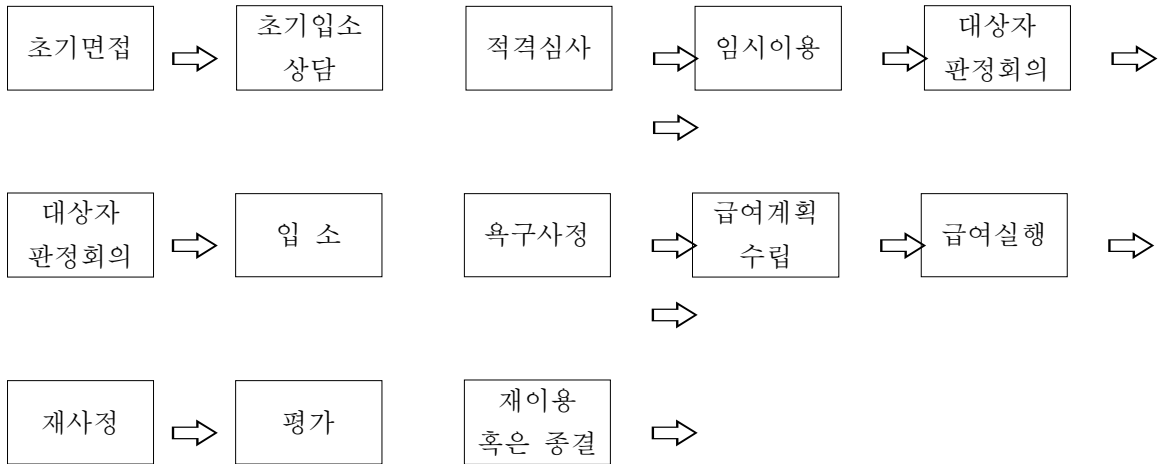 초기면접
초기입소
상담
적격심사
임시이용
대상자
판정회의
대상자
판정회의
입 소
욕구사정
급여계획
수립
급여실행
재사정
평가
재이용
혹은 종결